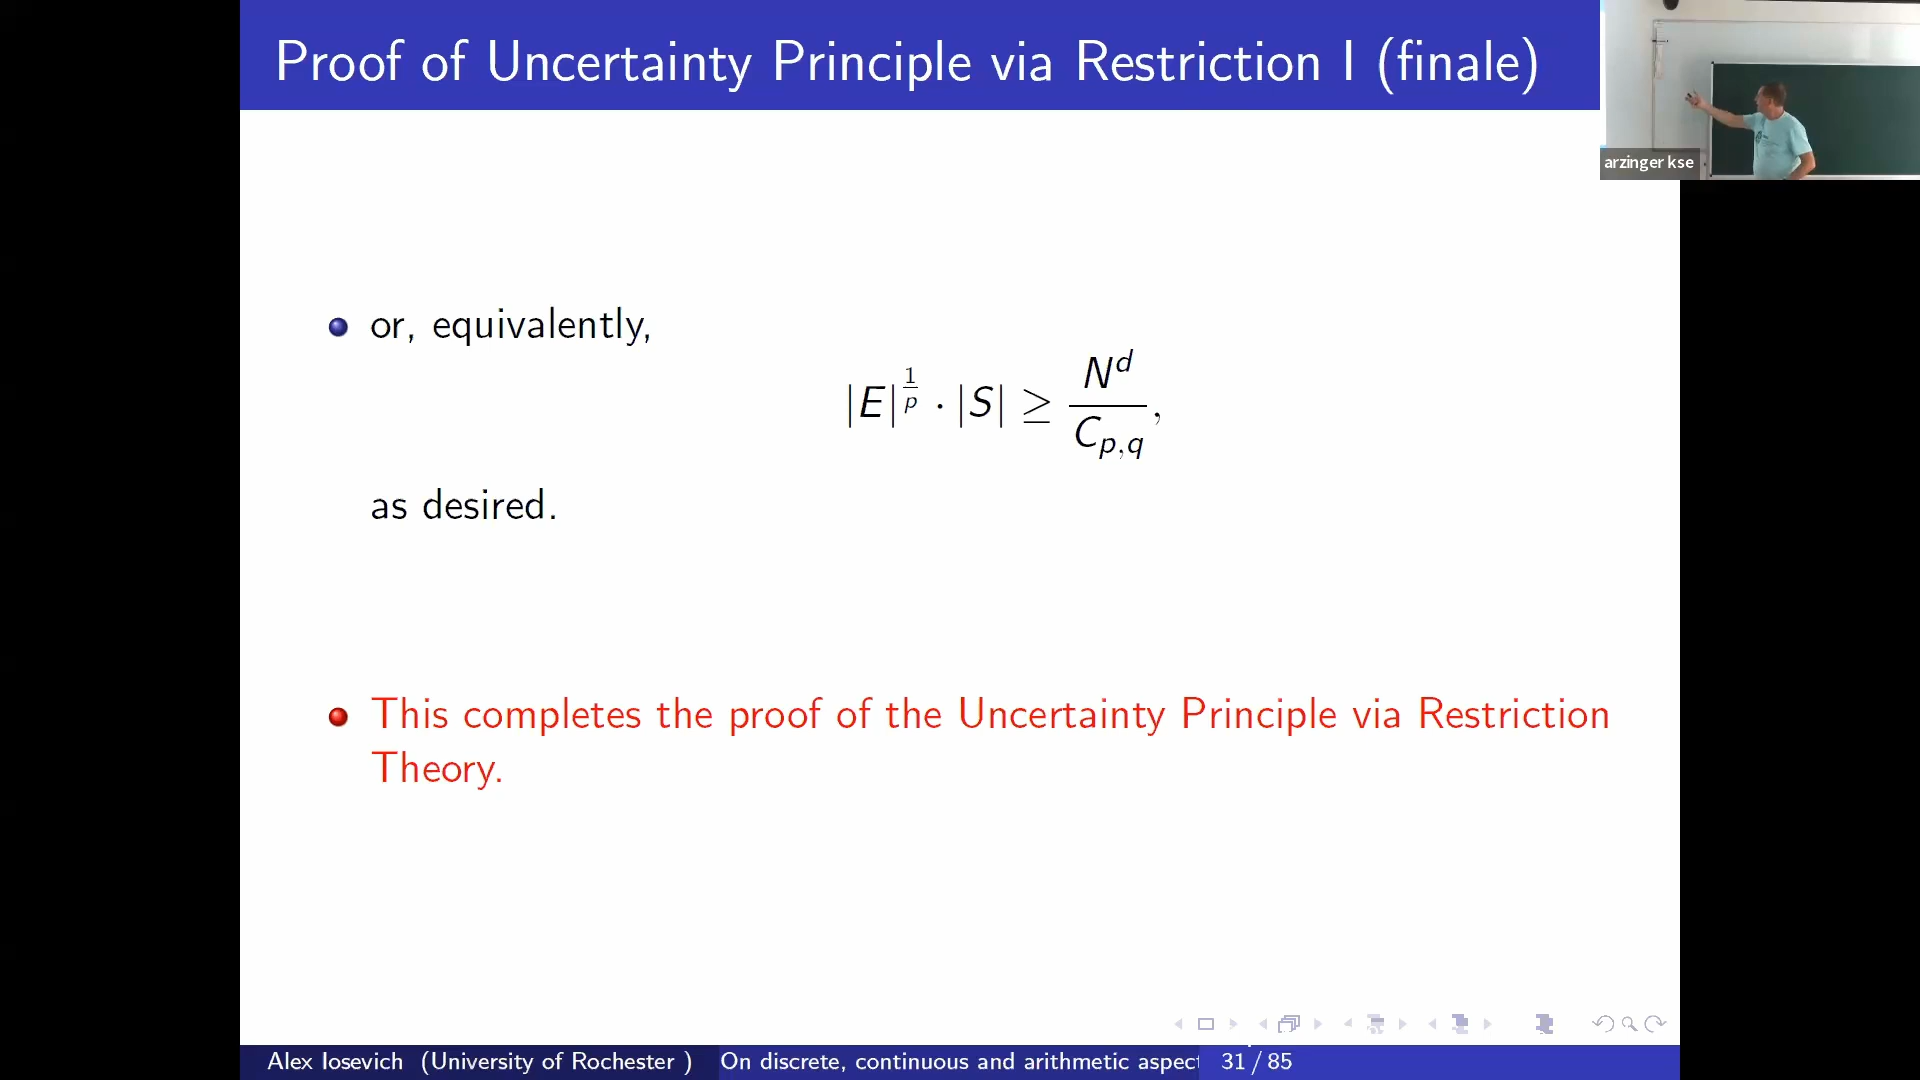 Proof of Uncertainty Principle via Restriction I (finale)
arzinger kse
or, equivalently,
|E|^{\frac{1}{p}} · |S| ≥ \frac{N^d}{C_{p,q}},
as desired.
This completes the proof of the Uncertainty Principle via Restriction
Theory.
Alex Iosevich (University of Rochester ) On discrete, continuous and arithmetic aspect 31 / 85